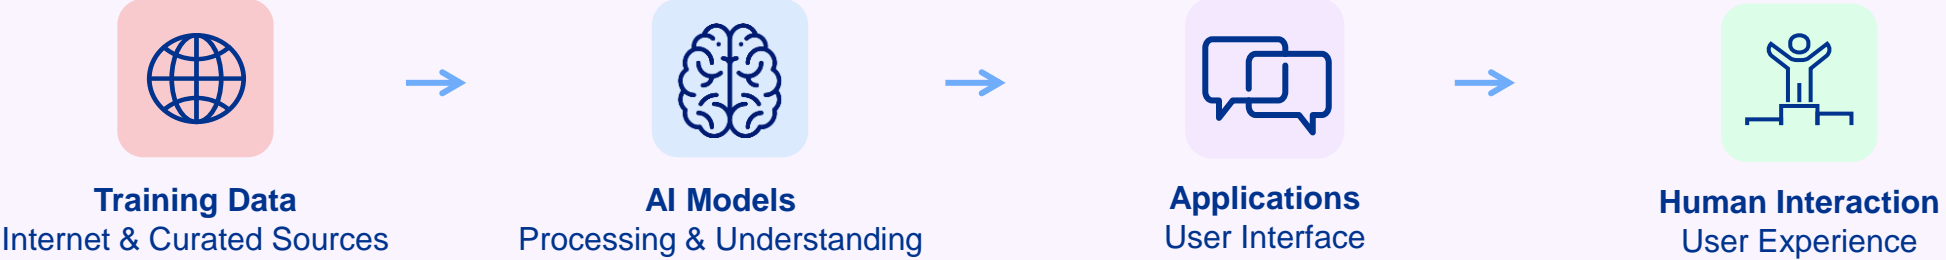 Training Data
Internet & Curated Sources
AI Models
Processing & Understanding
Applications
User Interface
Human Interaction
User Experience